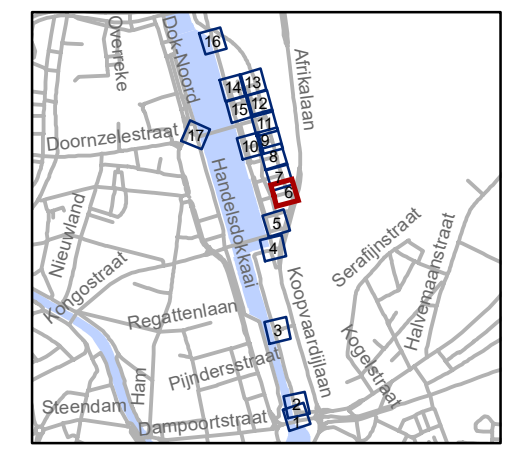 Overreke
Dok-Noord
16
Afrikalaan
14
13
15
12
11
Doornzelestraat
17
9
10
8
7
6
Handelsdokkaai
Nieuwland
5
4
Serafijnstraat
Kongostraat
Halvemaanstraat
Koopvaardijlaan
Regattenlaan
3
Kogelstraat
Pijndersstraat
Ham
Steendam
2
1
Dampoortstraat